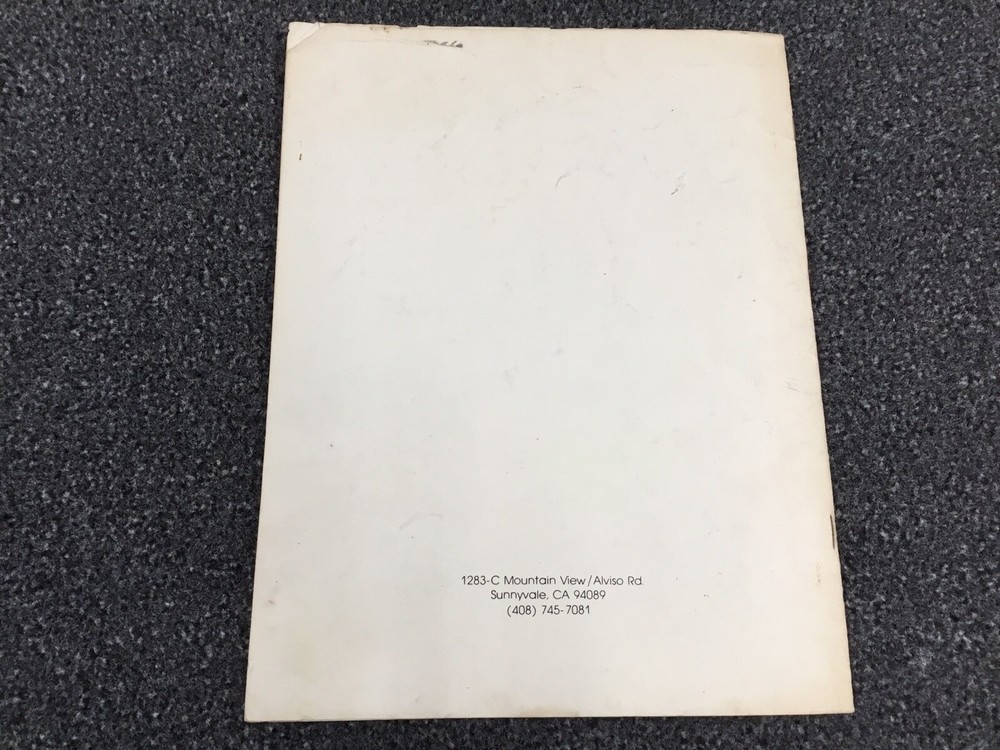 1283-C Mountain View/Alviso Rd.
Sunnyvale, CA 94089
(408) 745-7081